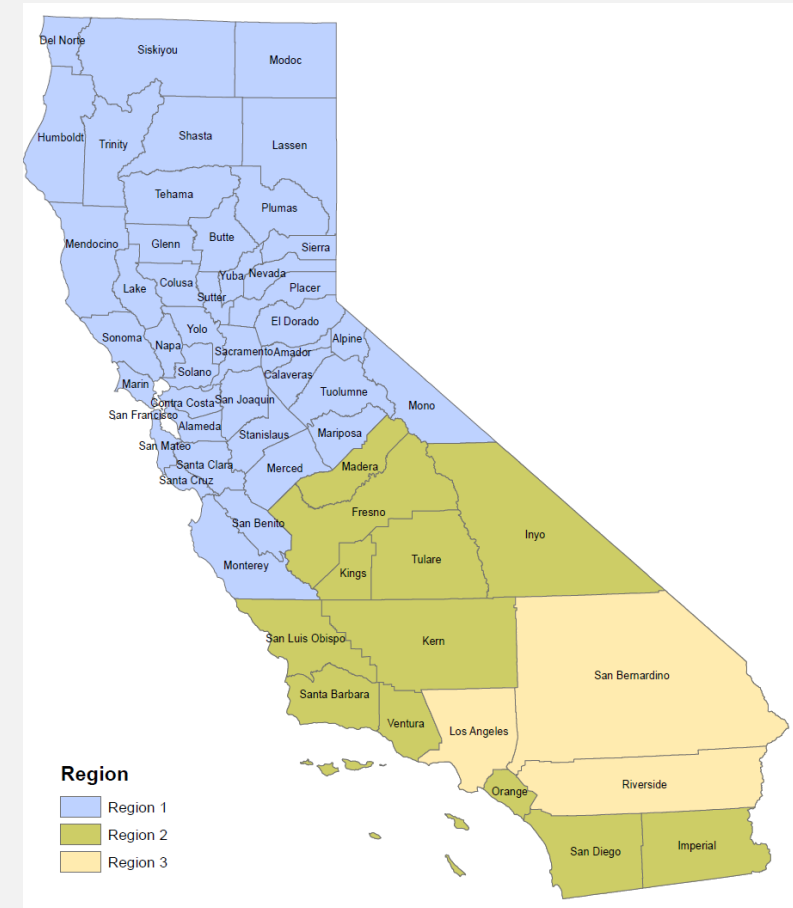 Del Norte
Siskiyou
Modoc
Humboldt
Trinity
Shasta
Lassen
Tehama
Plumas
Mendocino
Glenn
Butte
Sierra
Lake
Colusa
Sutter
Yuba
Nevada
Placer
Sonoma
Napa
Yolo
El Dorado
Alpine
Sacramento
Amador
Solano
Calaveras
Marin
Contra Costa
San Joaquin
Tuolumne
Mono
San Francisco
Alameda
Stanislaus
Mariposa
San Mateo
Santa Clara
Merced
Madera
Santa Cruz
San Benito
Fresno
Inyo
Monterey
Kings
Tulare
San Luis Obispo
Kern
San Bernardino
Santa Barbara
Ventura
Los Angeles
Orange
Riverside
San Diego
Imperial
Region
Region 1
Region 2
Region 3